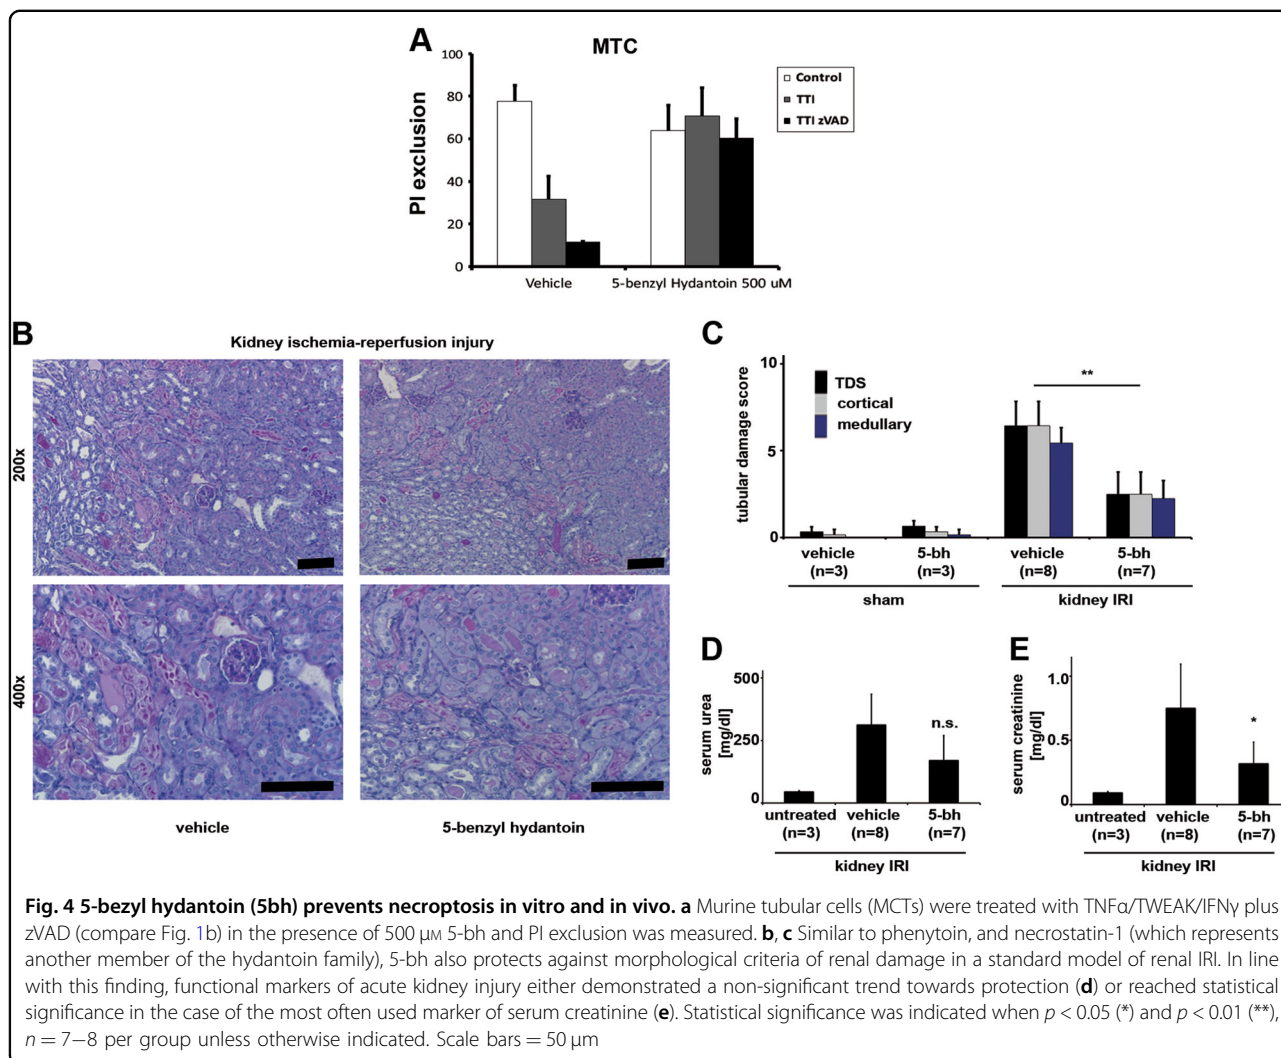 A
MTC
PI exclusion
100
80
60
40
20
0
Control
TTI
TTI zVAD
Vehicle
5-benzyl Hydantoin 500 uM
B
Kidney ischemia-reperfusion injury
200x
400x
vehicle
5-benzyl hydantoin
C
tubular damage score
10
5
0
TDS
cortical
medullary
**
vehicle
(n=3)
5-bh
(n=3)
vehicle
(n=8)
5-bh
(n=7)
sham
kidney IRI
D
serum urea
[mg/dl]
500
250
0
n.s.
untreated
(n=3)
vehicle
(n=8)
5-bh
(n=7)
kidney IRI
E
serum creatinine
[mg/dl]
1.0
0.5
0
*
untreated
(n=3)
vehicle
(n=8)
5-bh
(n=7)
kidney IRI
Fig. 4 5-bezyl hydantoin (5bh) prevents necroptosis in vitro and in vivo. a Murine tubular cells (MCTs) were treated with TNFα/TWEAK/IFNγ plus
zVAD (compare Fig. 1b) in the presence of 500 μM 5-bh and PI exclusion was measured. b, c Similar to phenytoin, and necrostatin-1 (which represents
another member of the hydantoin family), 5-bh also protects against morphological criteria of renal damage in a standard model of renal IRI. In line
with this finding, functional markers of acute kidney injury either demonstrated a non-significant trend towards protection (d) or reached statistical
significance in the case of the most often used marker of serum creatinine (e). Statistical significance was indicated when p < 0.05 (*) and p < 0.01 (**),
n = 7–8 per group unless otherwise indicated. Scale bars = 50 μm